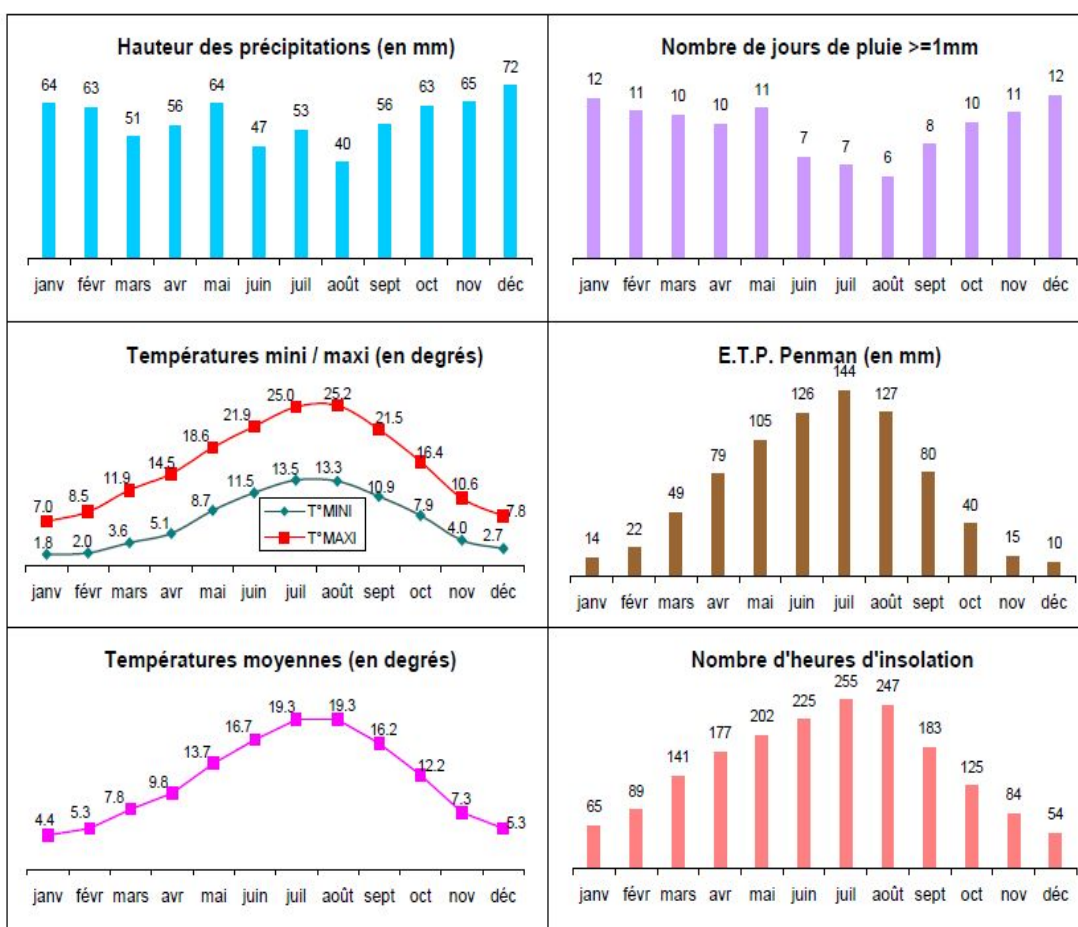 Hauteur des précipitations (en mm)
64 63 51 56 64 47 53 40 56 63 65 72
janv févr mars avr mai juin juil août sept oct nov déc
Nombre de jours de pluie >=1mm
12 11 10 10 11 7 7 6 8 10 11 12
janv févr mars avr mai juin juil août sept oct nov déc
Températures mini / maxi (en degrés)
7.0 8.5 11.9 14.5 18.6 21.9 25.0 25.2 21.5 16.4 10.6 7.8
1.8 2.0 3.6 5.1 8.7 11.5 13.5 13.3 10.9 7.9 4.0 2.7
T°MINI
T°MAXI
janv févr mars avr mai juin juil août sept oct nov déc
E.T.P. Penman (en mm)
14 22 49 79 105 126 144 127 80 40 15 10
janv févr mars avr mai juin juil août sept oct nov déc
Températures moyennes (en degrés)
4.4 5.3 7.8 9.8 13.7 16.7 19.3 19.3 16.2 12.2 7.3 5.3
janv févr mars avr mai juin juil août sept oct nov déc
Nombre d'heures d'insolation
65 89 141 177 202 225 255 247 183 125 84 54
janv févr mars avr mai juin juil août sept oct nov déc